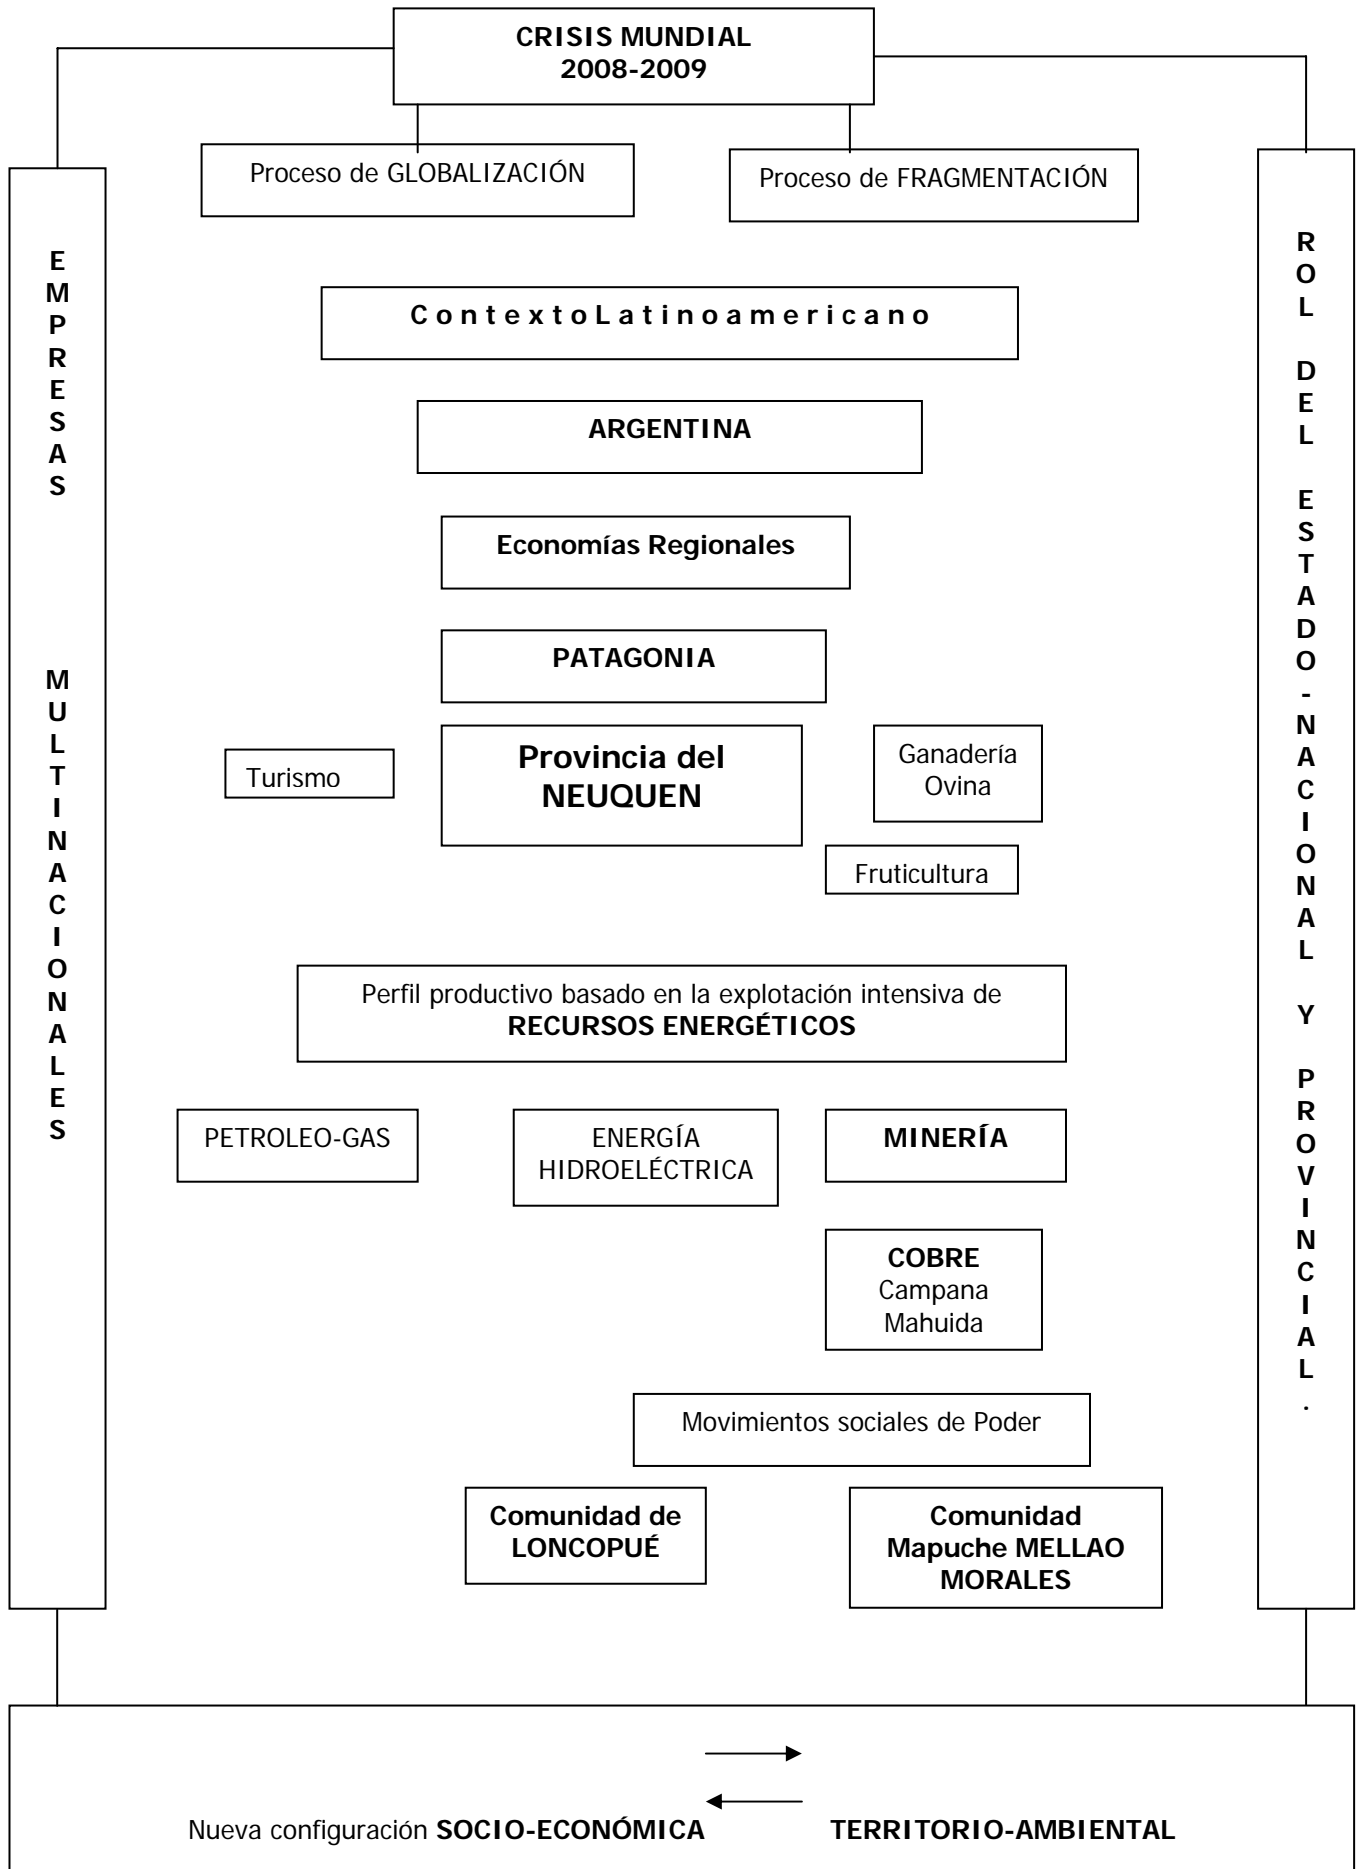 CRISIS MUNDIAL
2008-2009
Proceso de GLOBALIZACIÓN
Proceso de FRAGMENTACIÓN
EMPRESAS MULTINACIONALES
ROL DEL ESTADO-NACIONAL Y PROVINCIAL.
ContextoLatinoamericano
ARGENTINA
Economías Regionales
PATAGONIA
Turismo
Provincia del
NEUQUEN
Ganadería
Ovina
Fruticultura
Perfil productivo basado en la explotación intensiva de
RECURSOS ENERGÉTICOS
PETROLEO-GAS
ENERGÍA
HIDROELÉCTRICA
MINERÍA
COBRE
Campana
Mahuida
Movimientos sociales de Poder
Comunidad de
LONCOPUÉ
Comunidad
Mapuche MELLAO
MORALES
Nueva configuración SOCIO-ECONÓMICA TERRITORIO-AMBIENTAL